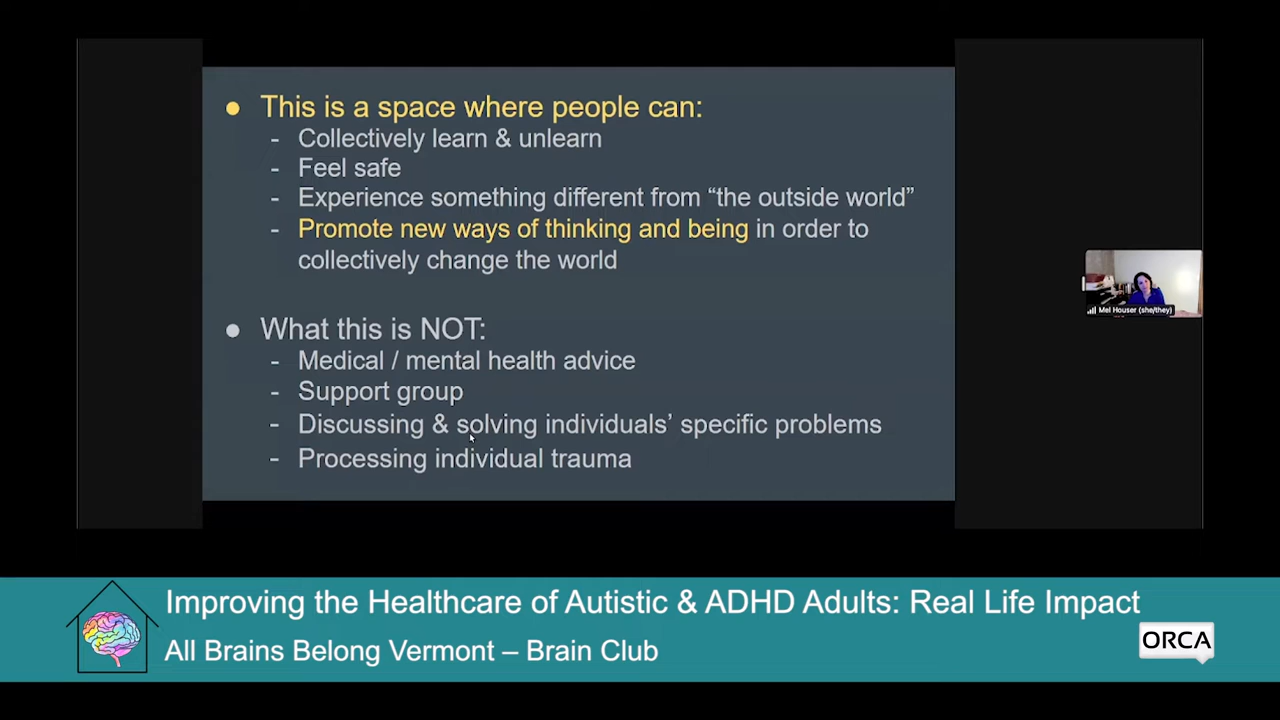 ● This is a space where people can:
- Collectively learn & unlearn
- Feel safe
- Experience something different from “the outside world”
- Promote new ways of thinking and being in order to
collectively change the world
● What this is NOT:
- Medical / mental health advice
- Support group
- Discussing & solving individuals’ specific problems
- Processing individual trauma
Mel Houser (she/they)
Improving the Healthcare of Autistic & ADHD Adults: Real Life Impact
All Brains Belong Vermont – Brain Club
ORCA